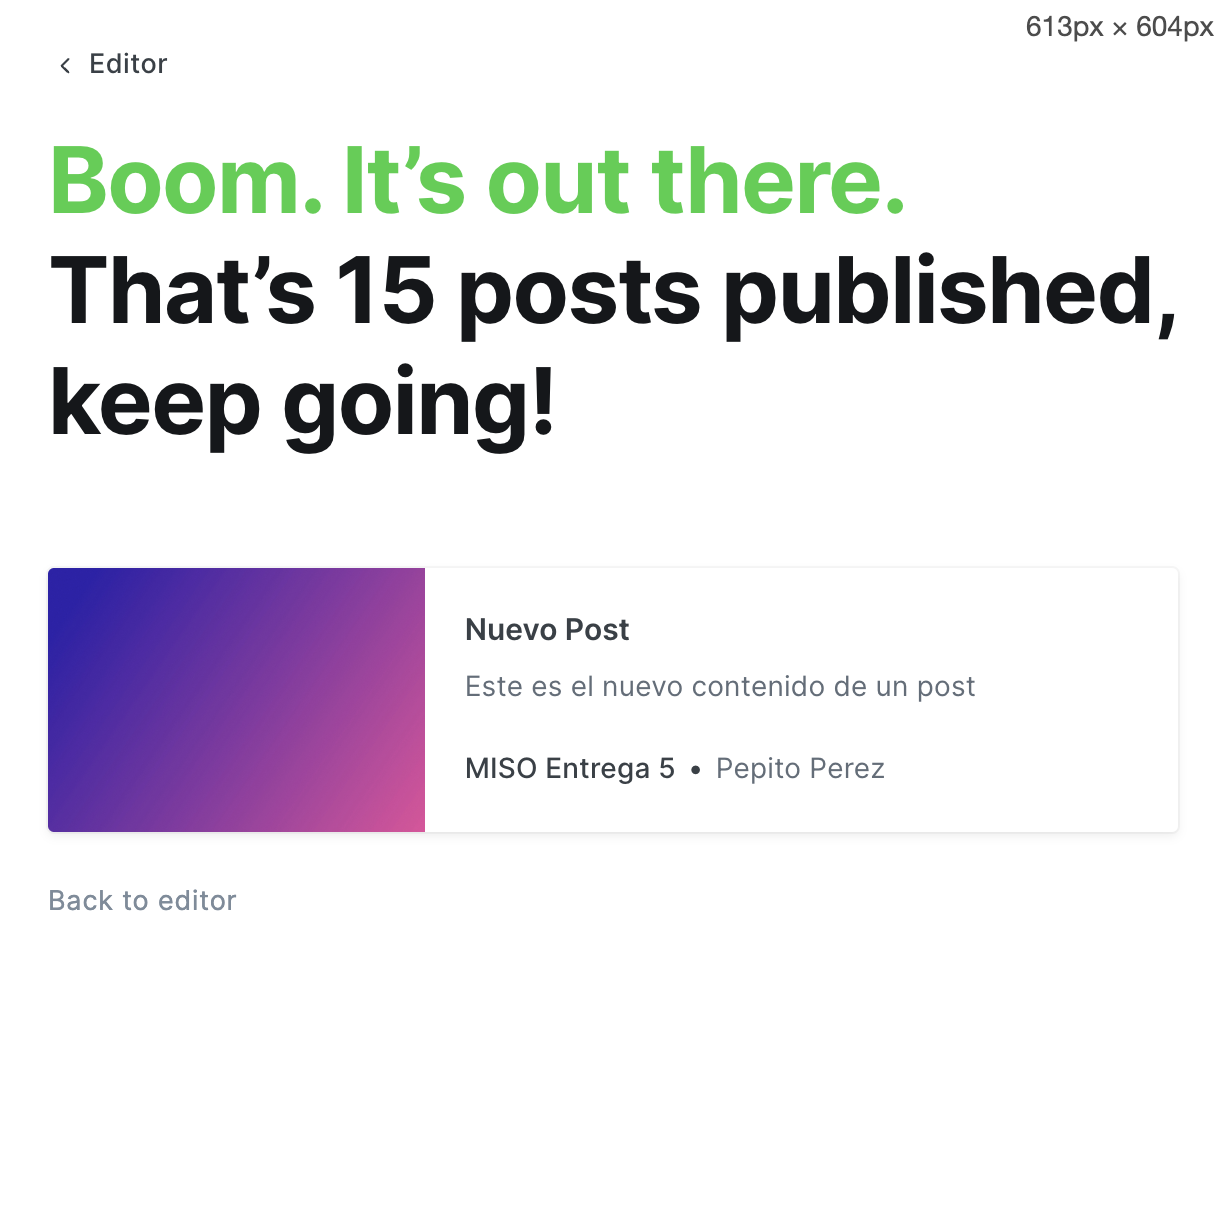 613px × 604px
Editor
Boom. It’s out there.
That’s 15 posts published,
keep going!
Nuevo Post
Este es el nuevo contenido de un post
MISO Entrega 5 • Pepito Perez
Back to editor